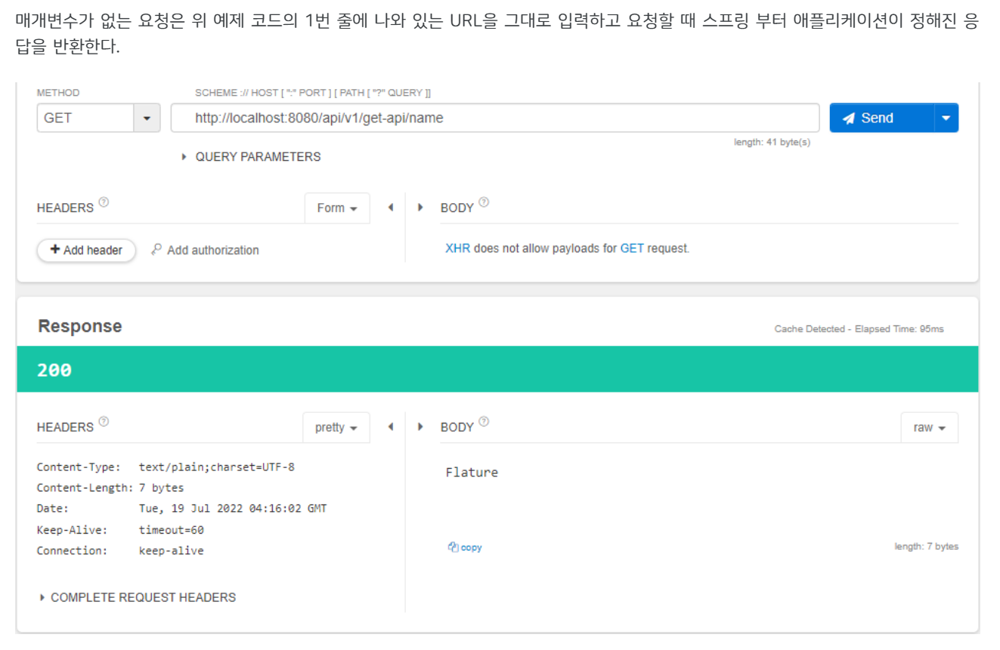 매개변수가 없는 요청은 위 예제 코드의 1번 줄에 나와 있는 URL을 그대로 입력하고 요청할 때 스프링 부터 애플리케이션이 정해진 응
답을 반환한다.
METHOD
SCHEME :// HOST [ ":" PORT ] [ PATH [ "?" QUERY ]]
GET
http://localhost:8080/api/v1/get-api/name
Send
length: 41 byte(s)
QUERY PARAMETERS
HEADERS ?
Form
BODY ?
Add header
Add authorization
XHR does not allow payloads for GET request.
Response
Cache Detected - Elapsed Time: 95ms
200
HEADERS ?
pretty
BODY ?
raw
Content-Type: text/plain;charset=UTF-8
Content-Length: 7 bytes
Date: Tue, 19 Jul 2022 04:16:02 GMT
Keep-Alive: timeout=60
Connection: keep-alive
Flature
copy
length: 7 bytes
COMPLETE REQUEST HEADERS